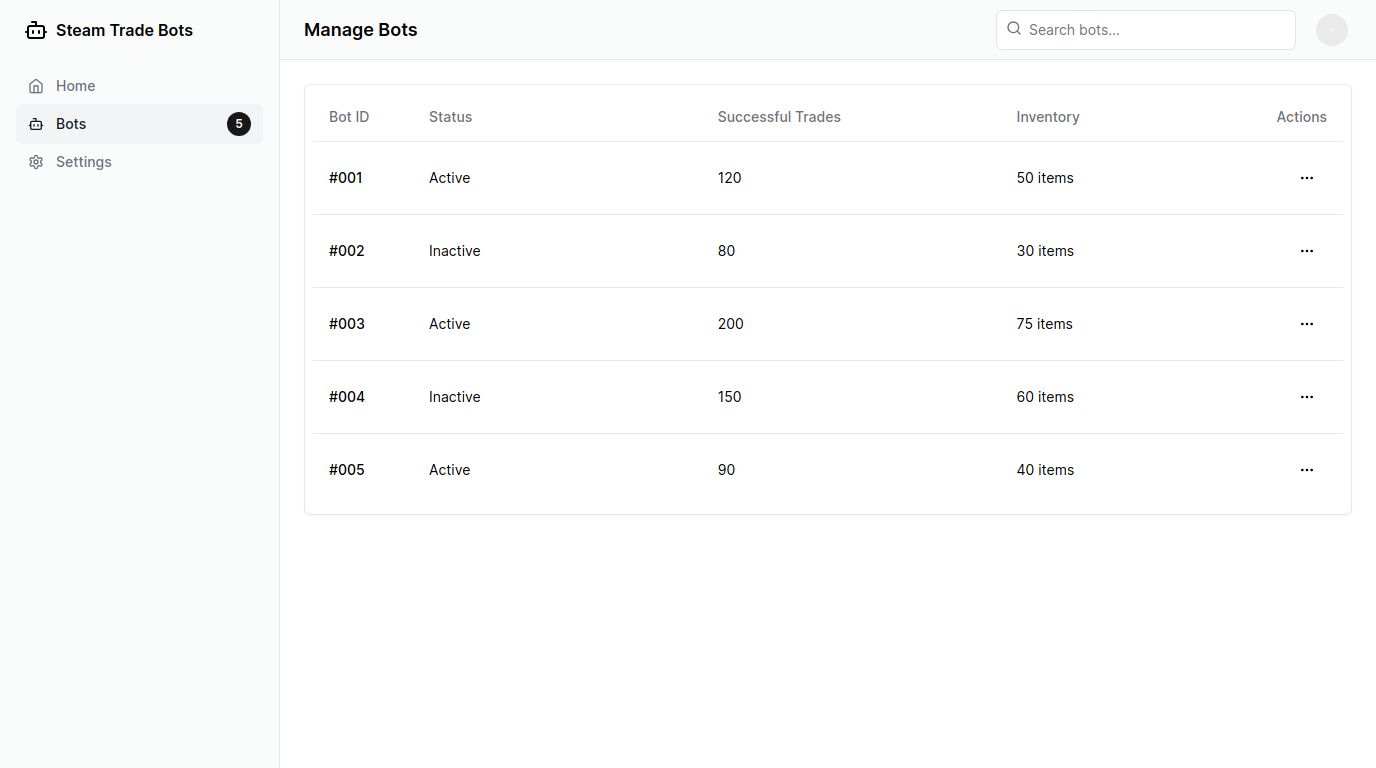 Steam Trade Bots
Home
Bots 5
Settings
Manage Bots
Search bots...
Bot ID Status Successful Trades Inventory Actions
#001 Active 120 50 items
#002 Inactive 80 30 items
#003 Active 200 75 items
#004 Inactive 150 60 items
#005 Active 90 40 items